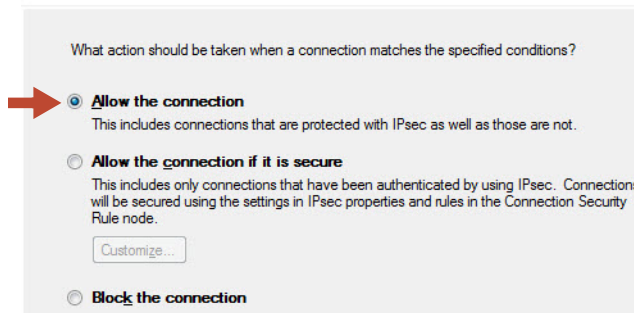 What action should be taken when a connection matches the specified conditions?
Allow the connection
This includes connections that are protected with IPsec as well as those are not.
Allow the connection if it is secure
This includes only connections that have been authenticated by using IPsec.  Connections
will be secured using the settings in IPsec properties and rules in the Connection Security
Rule node.
Customize...
Block the connection